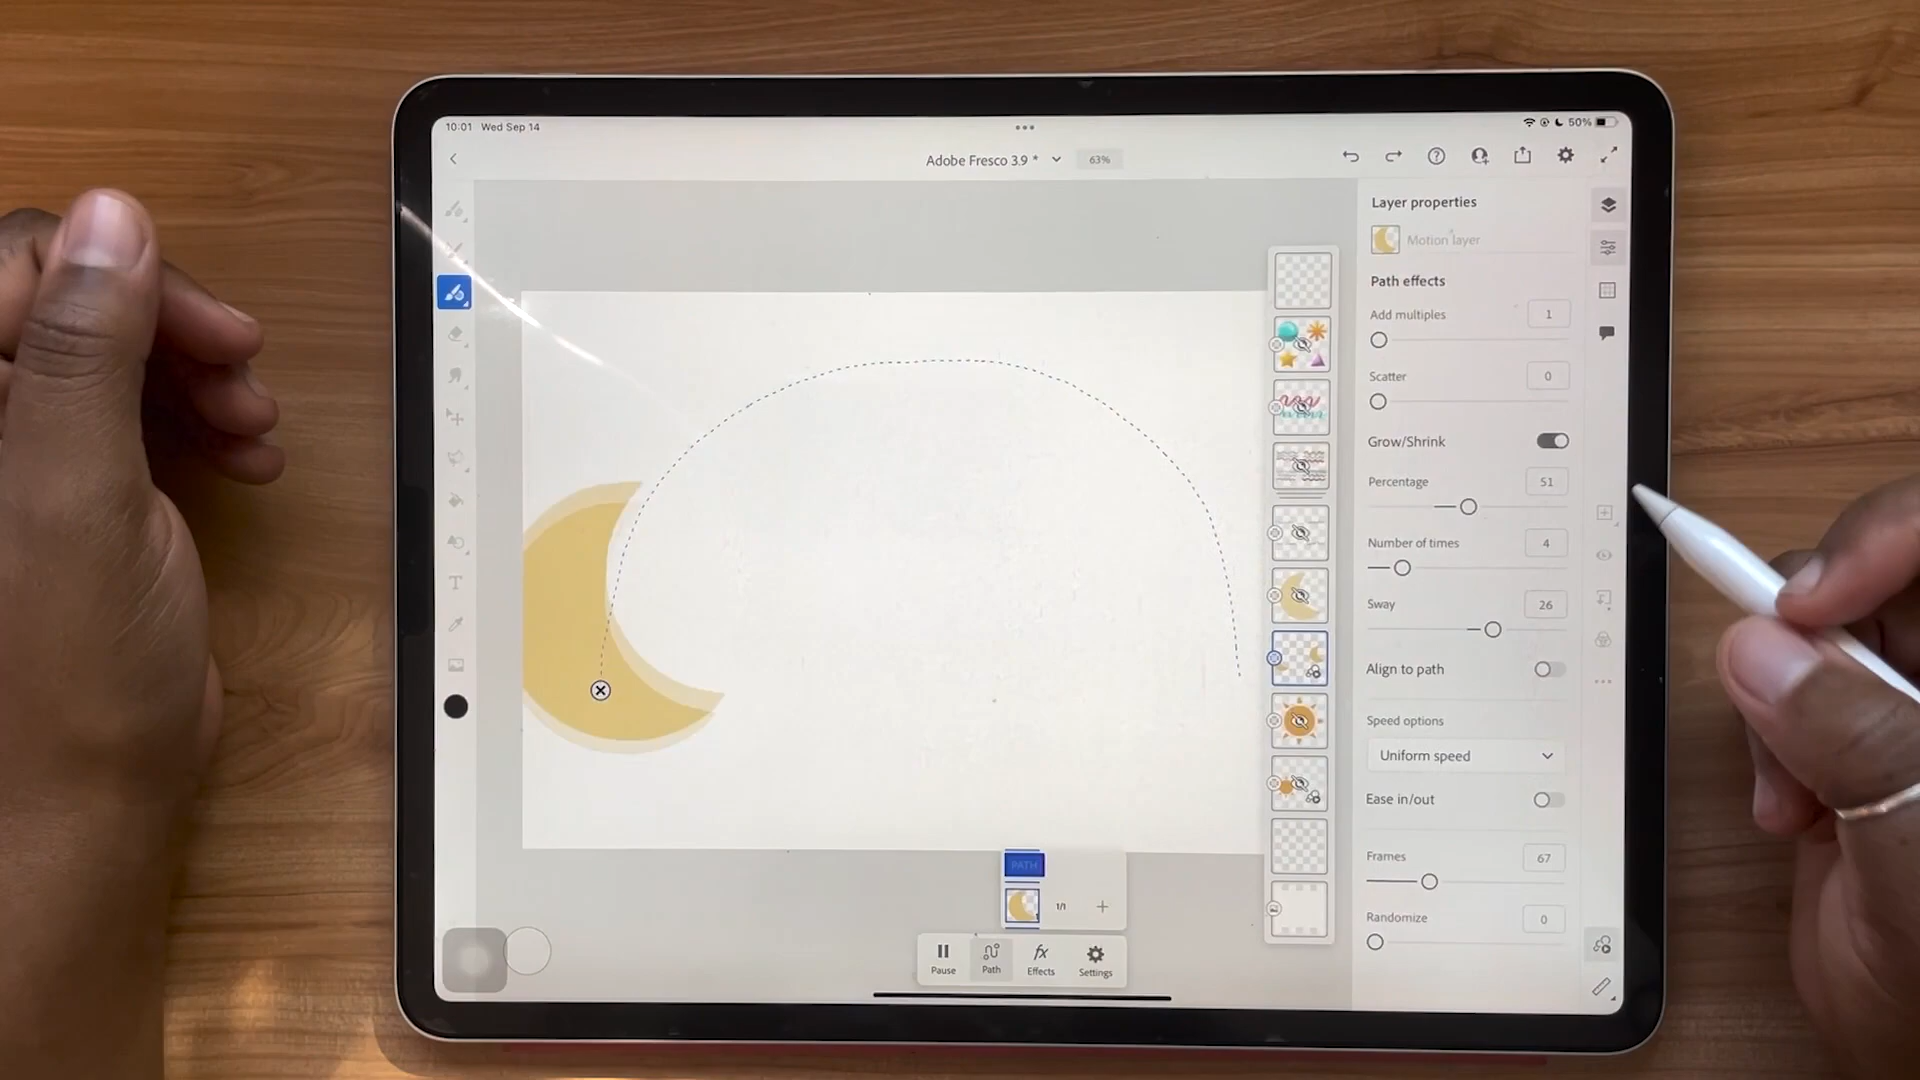 10:01 Wed Sep 14
50%
Adobe Fresco 3.9 *
63%
Layer properties
Motion layer
Path effects
Add multiples 1
Scatter 0
Grow/Shrink
Percentage 51
Number of times 4
Sway 26
Align to path
Speed options
Uniform speed
Ease in/out
Frames 67
Randomize 0
T
PATH
1/1
fx
Pause Path Effects Settings